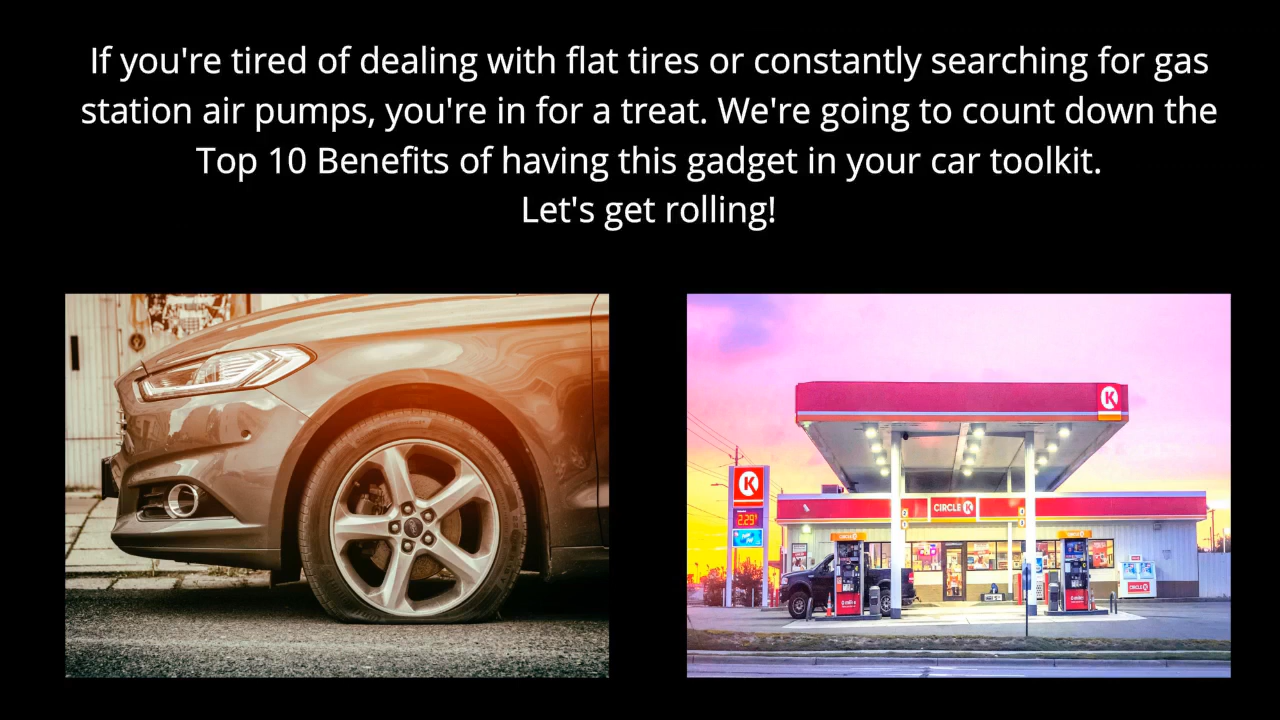 If you're tired of dealing with flat tires or constantly searching for gas
station air pumps, you're in for a treat. We're going to count down the
Top 10 Benefits of having this gadget in your car toolkit.
Let's get rolling!
K
K
2.29⁹
CIRCLE K